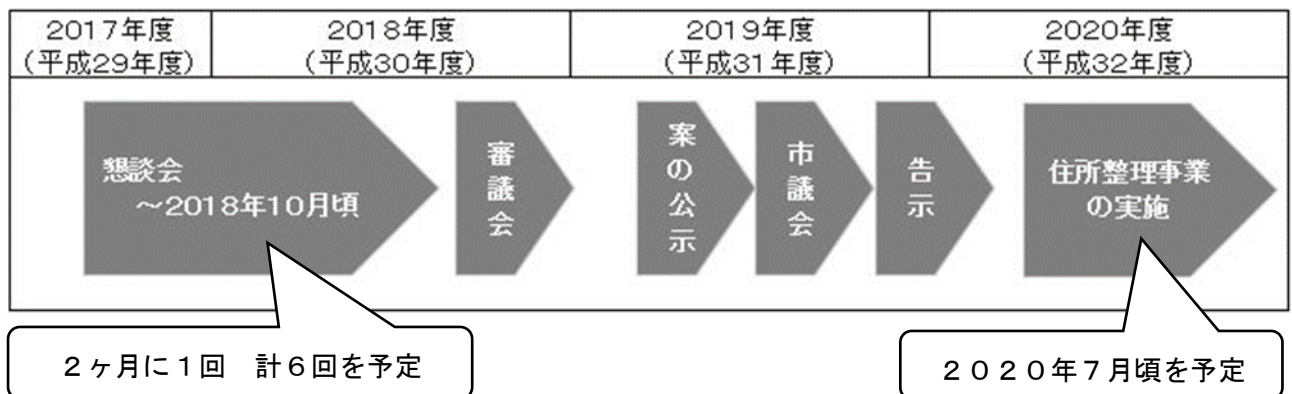 ２０１７年度
（平成29年度）
２０１８年度
（平成30年度）
２０１９年度
（平成31年度）
２０２０年度
（平成32年度）
懇談会
～2018年10月頃
審議会
案の公示
市議会
告示
住所整理事業
の実施
２ヶ月に１回　計６回を予定
２０２０年７月頃を予定